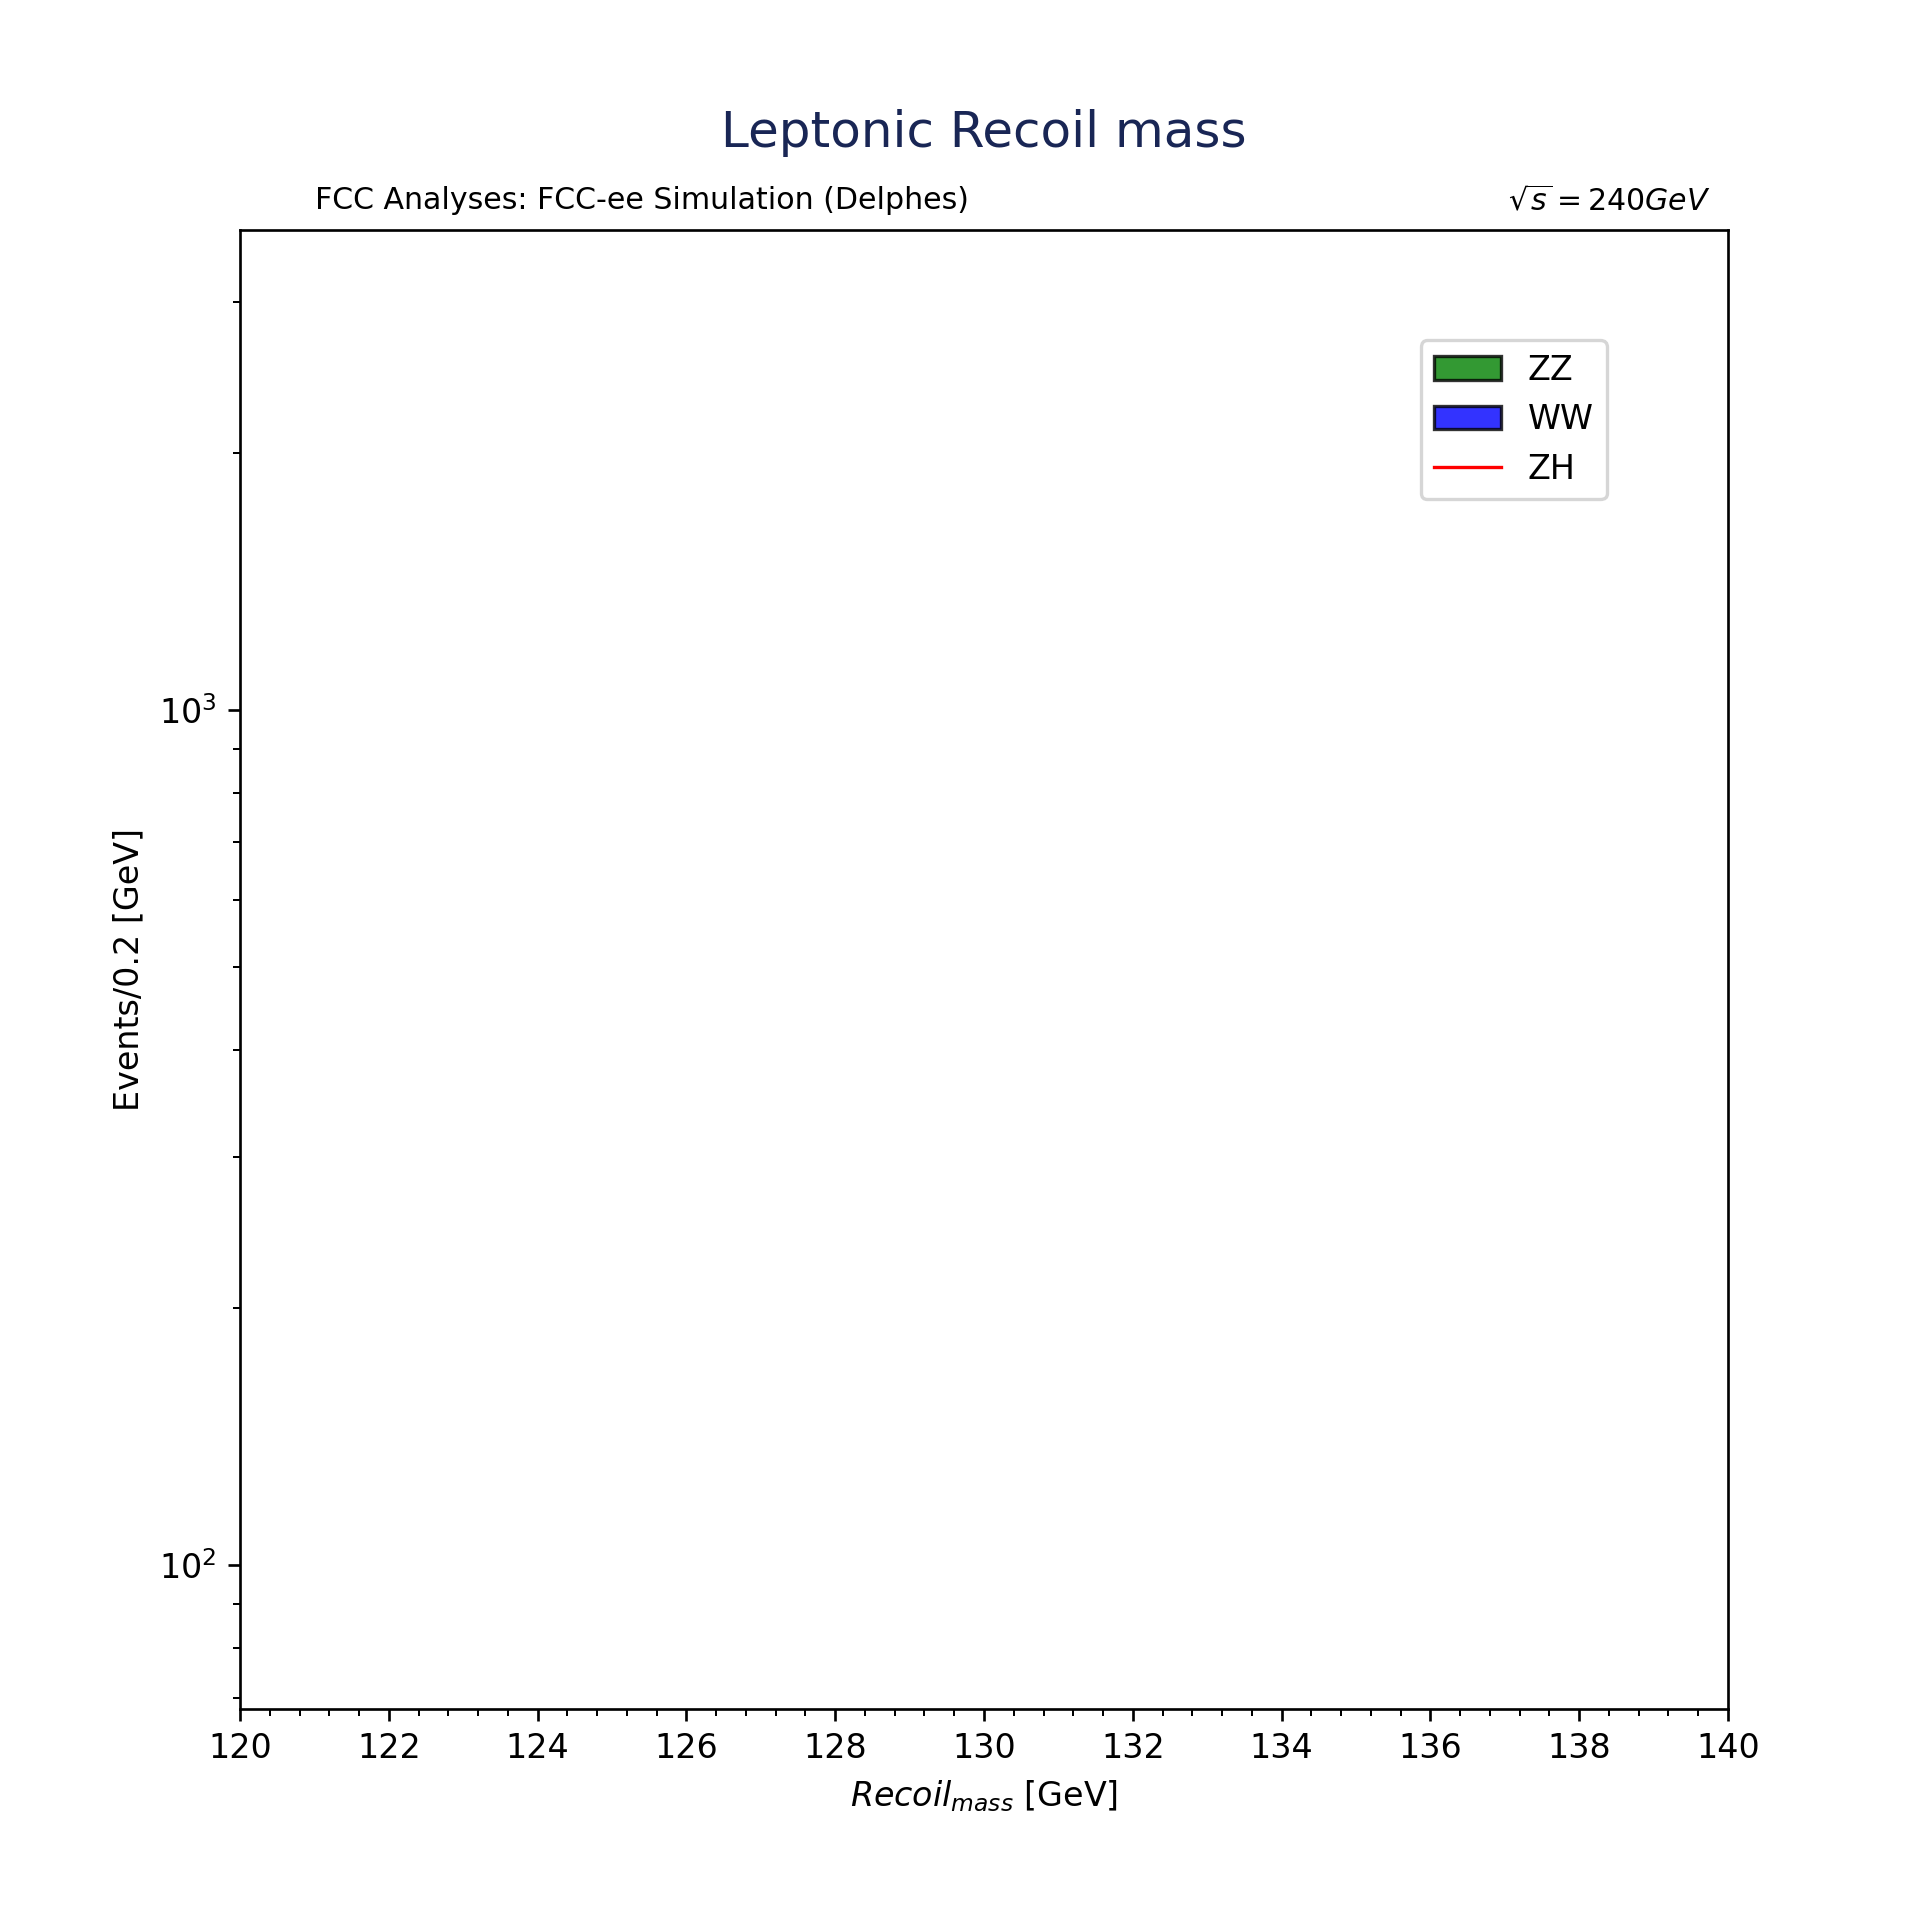 Leptonic Recoil mass
FCC Analyses: FCC-ee Simulation (Delphes)
√s = 240GeV
ZZ
WW
ZH
10³
10²
Events/0.2 [GeV]
120 122 124 126 128 130 132 134 136 138 140
Recoil_mass [GeV]